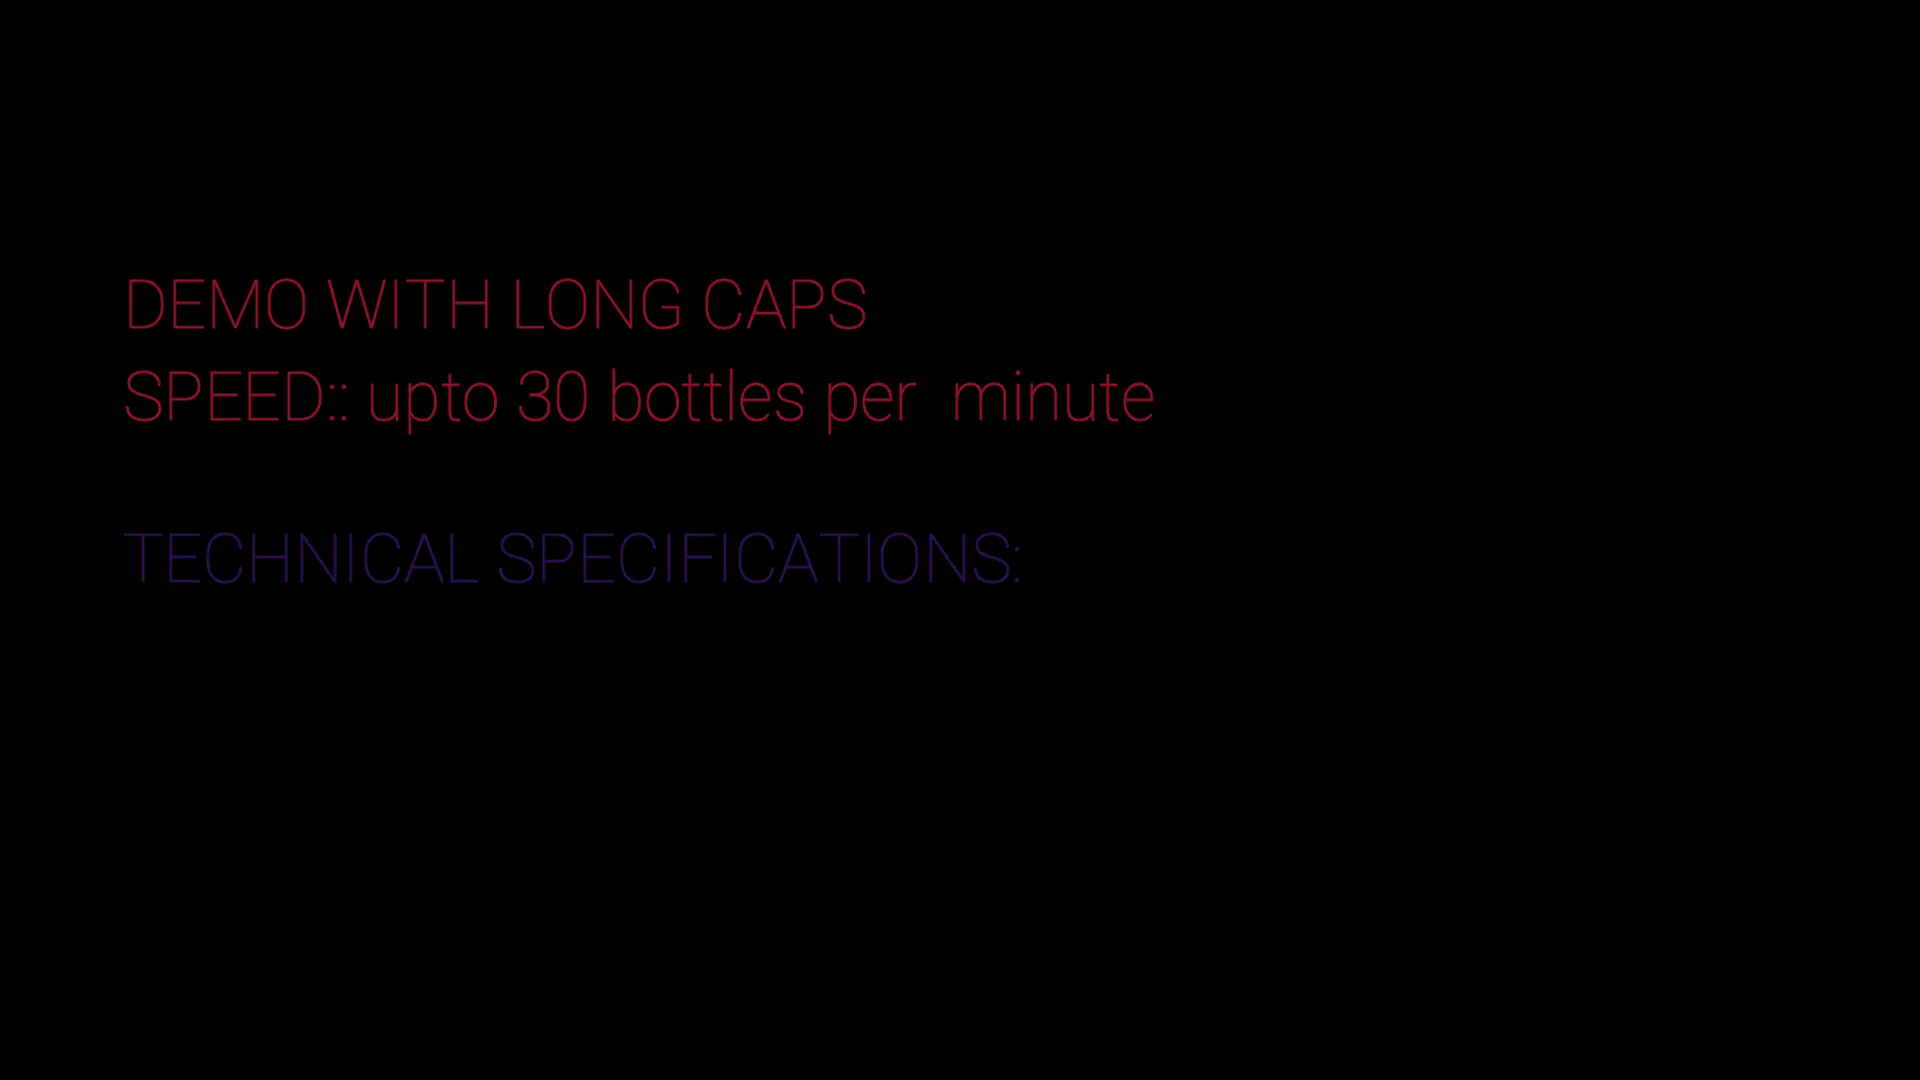 DEMO WITH LONG CAPS
SPEED:: upto 30 bottles per  minute
TECHNICAL SPECIFICATIONS: